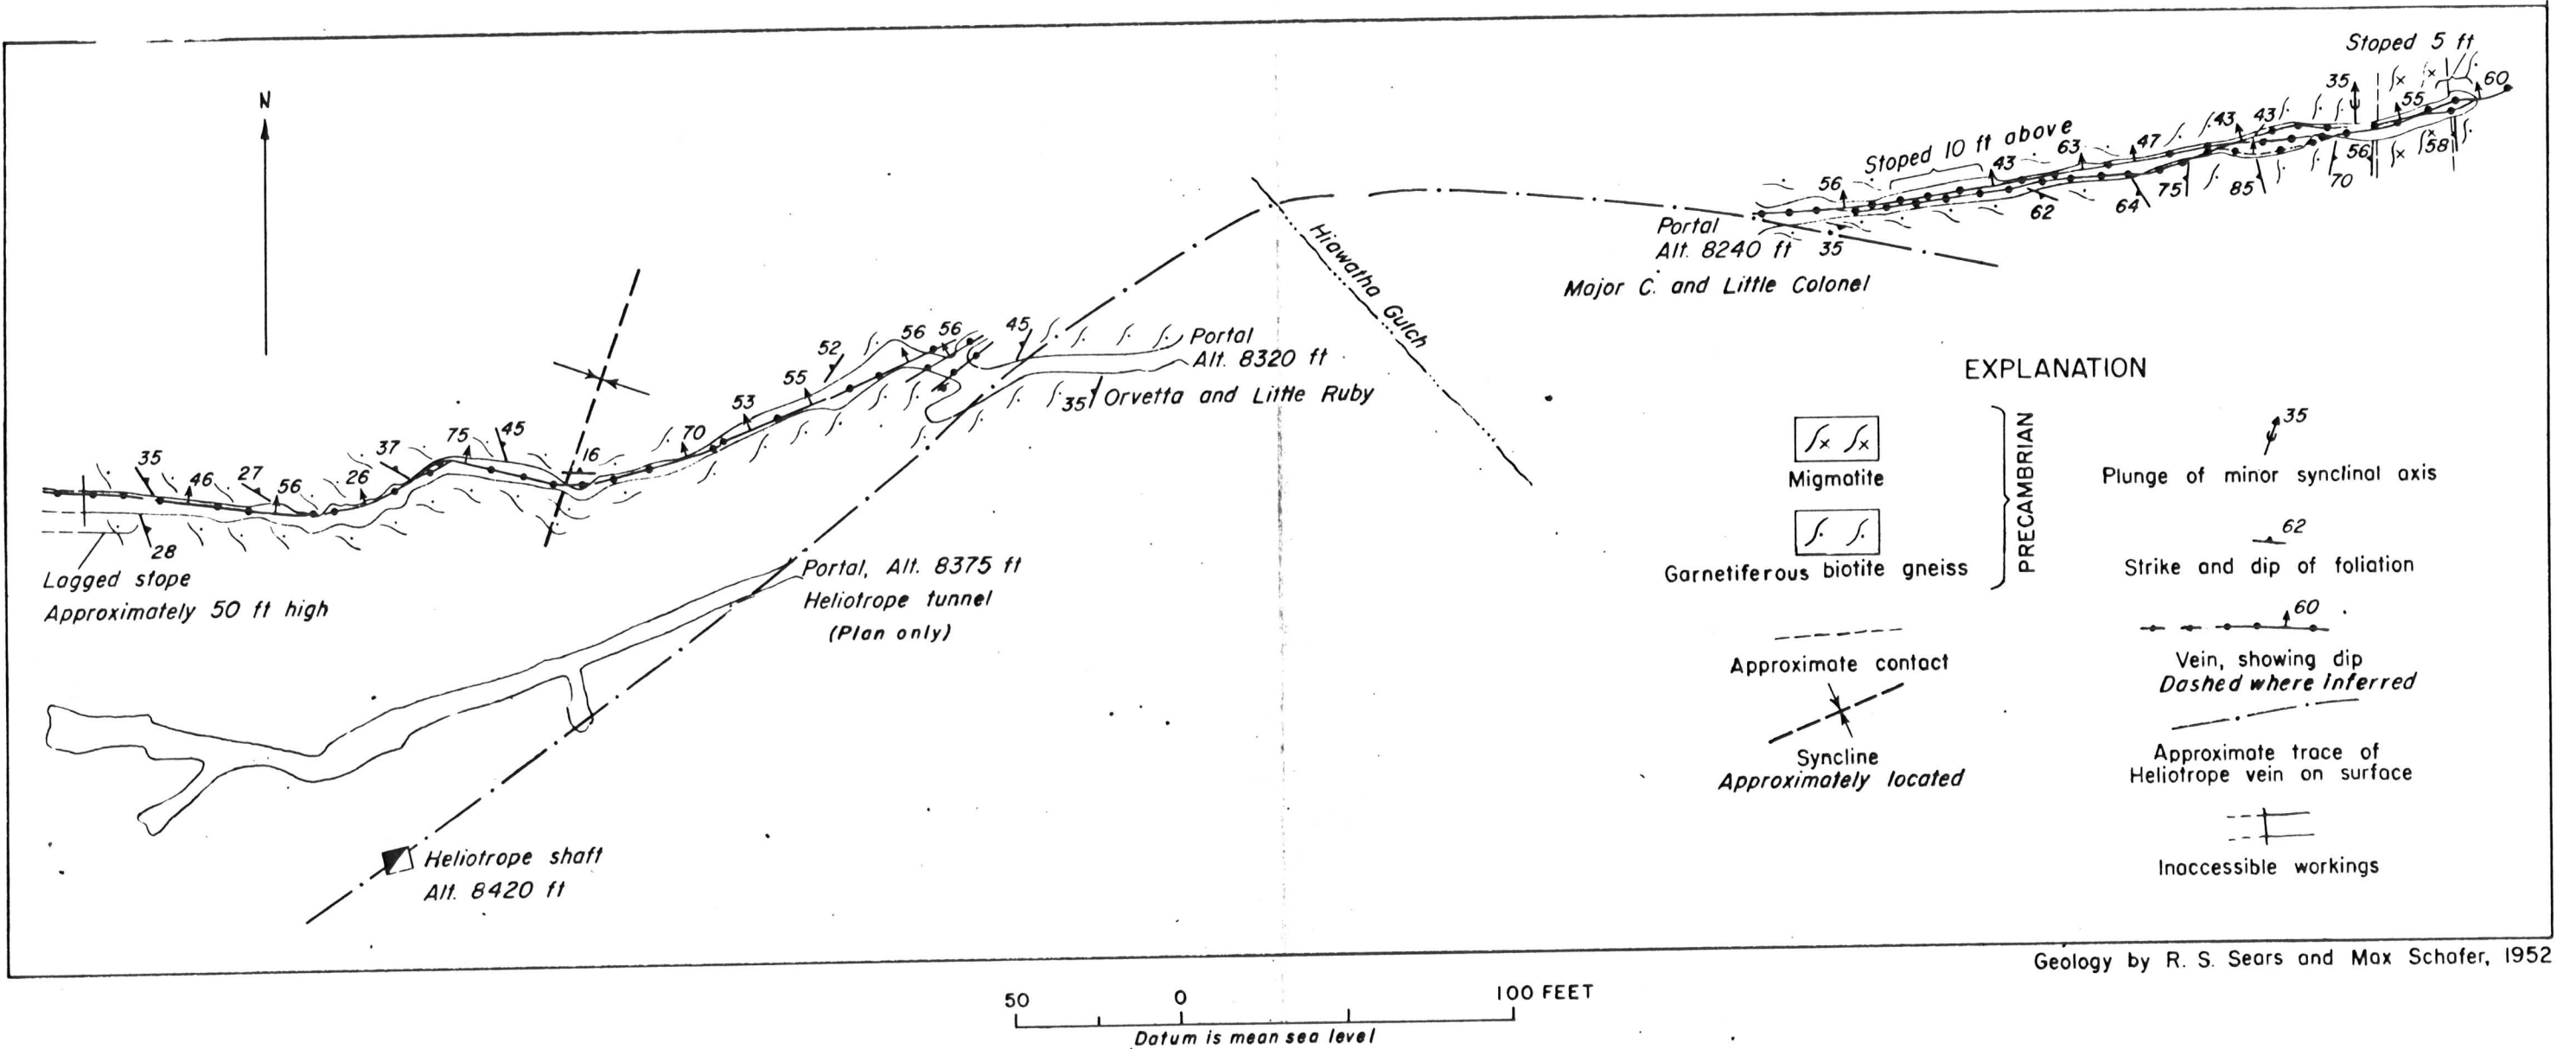 N
Stoped 5 ft
35
60
55
43
43
Stoped 10 ft above
43
63
47
56
56
58
70
85
75
64
62
35
Portal
Alt. 8240 ft
Major C. and Little Colonel
Hiawatha Gulch
56
56
45
52
55
53
70
Portal
Alt. 8320 ft
35
Orvetta and Little Ruby
16
45
75
37
26
56
27
46
35
28
Lagged stope
Approximately 50 ft high
Portal, Alt. 8375 ft
Heliotrope tunnel
(Plan only)
Heliotrope shaft
Alt. 8420 ft
EXPLANATION
Migmatite
Garnetiferous biotite gneiss
PRECAMBRIAN
Approximate contact
Syncline
Approximately located
35
Plunge of minor synclinal axis
62
Strike and dip of foliation
60
Vein, showing dip
Dashed where inferred
Approximate trace of
Heliotrope vein on surface
Inaccessible workings
Geology by R. S. Sears and Max Schafer, 1952
50 0 100 FEET
Datum is mean sea level